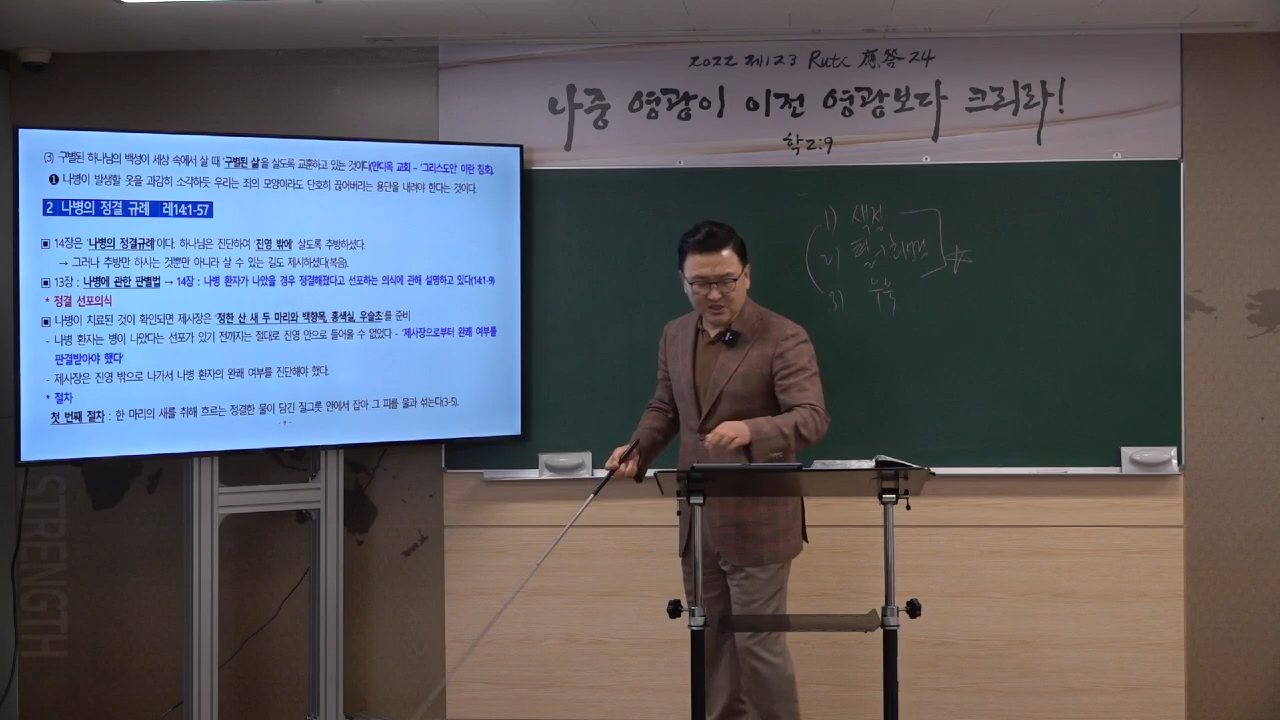 2022 제123 Rutc 應答 24
나중 영광이 이전 영광보다 크리라!
학2:9
(3) 구별된 하나님의 백성이 세상 속에서 살 때 '구별된 삶'을 살도록 교훈하고 있는 것이다(안디옥 교회 – '그리스도인' 이란 칭호).
❶ 나병이 발생할 옷을 과감히 소각하듯 우리는 죄의 모양이라도 단호히 끊어버리는 용단을 내려야 한다는 것이다.
2 나병의 정결 규례 레14:1-57
▣ 14장은 '나병의 정결규례'이다. 하나님은 진단하여 '진영 밖에' 살도록 추방하셨다.
→ 그러나 추방만 하시는 것뿐만 아니라 살 수 있는 길도 제시하셨다(복음).
▣ 13장 : 나병에 관한 판별법 → 14장 : 나병 환자가 나았을 경우 정결해졌다고 선포하는 의식에 관해 설명하고 있다(14:1-9)
* 정결 선포의식
▣ 나병이 치료된 것이 확인되면 제사장은 '정한 산 새 두 마리와 백향목, 홍색실, 우슬초'를 준비
- 나병 환자는 병이 나았다는 선포가 있기 전까지는 절대로 진영 안으로 들어올 수 없었다 - '제사장으로부터 완쾌 여부를
판결받아야 했다'
- 제사장은 진영 밖으로 나가서 나병 환자의 완쾌 여부를 진단해야 했다.
* 절차
첫 번째 절차 : 한 마리의 새를 취해 흐르는 정결한 물이 담긴 질그릇 안에서 잡아 그 피를 물과 섞는다(3-5).
1) 색점
2) 털
3)
STRENGTH